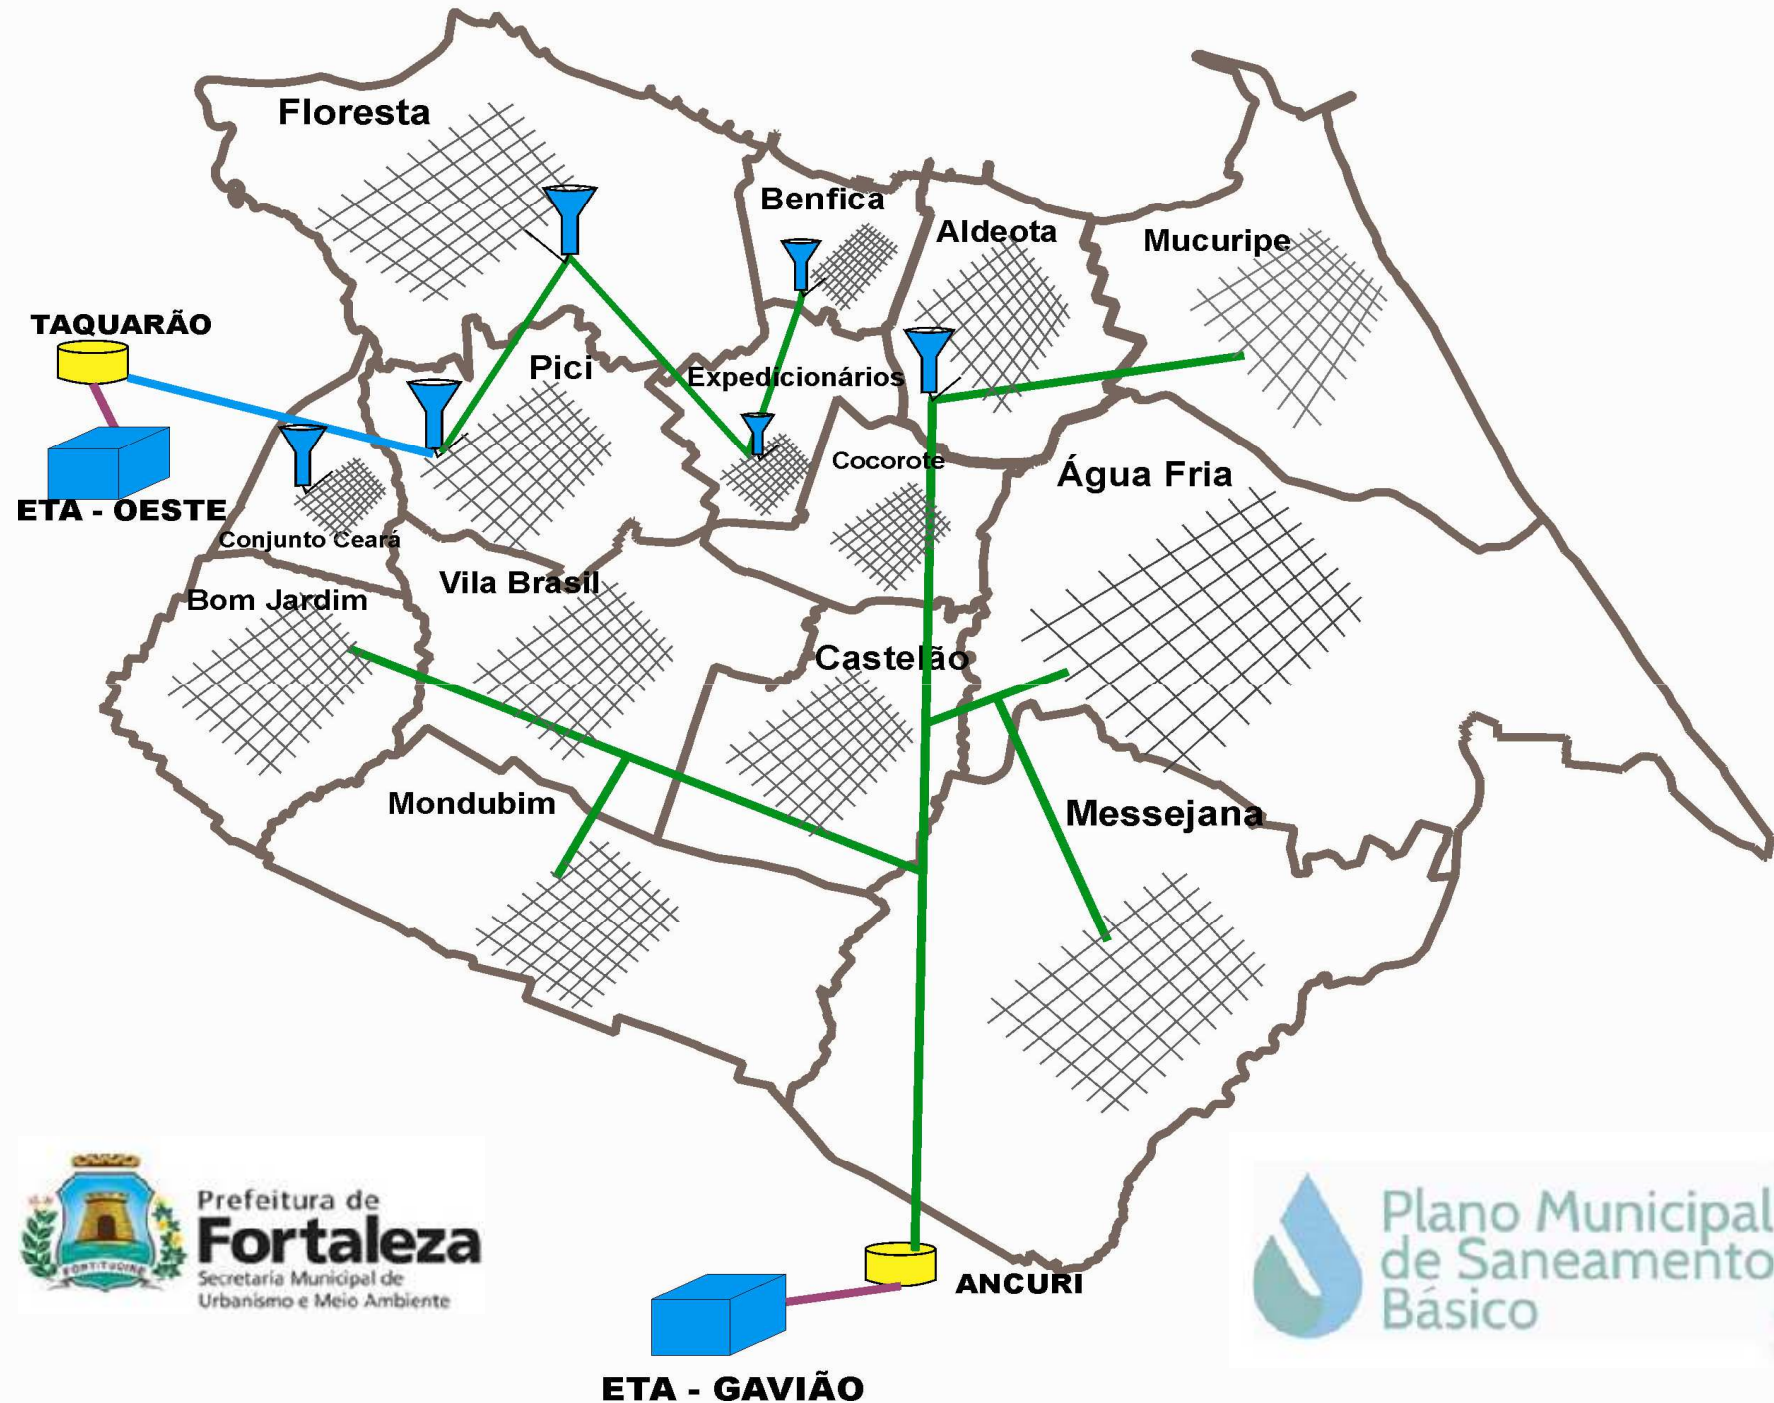 Floresta
Benfica
Aldeota
Mucuripe
TAQUARÃO
Pici
Expedicionários
Cocorote
Água Fria
ETA - OESTE
Conjunto Ceará
Vila Brasil
Bom Jardim
Castelão
Mondubim
Messejana
Prefeitura de
Fortaleza
Secretaria Municipal de
Urbanismo e Meio Ambiente
FORTITUDINE
Plano Municipal
de Saneamento
Básico
ANCURI
ETA - GAVIÃO